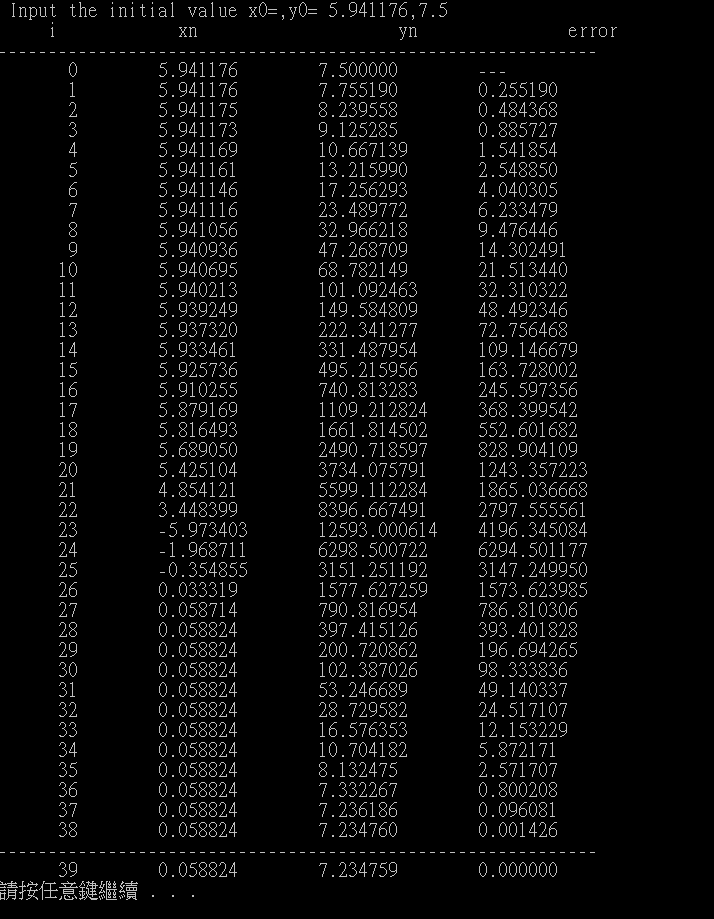 Input the initial value x0=,y0= 5.941176,7.5
i xn yn error
------------------------------------------------------------
0 5.941176 7.500000 ---
1 5.941176 7.755190 0.255190
2 5.941175 8.239558 0.484368
3 5.941173 9.125285 0.885727
4 5.941169 10.667139 1.541854
5 5.941161 13.215990 2.548850
6 5.941146 17.256293 4.040305
7 5.941116 23.489772 6.233479
8 5.941056 32.966218 9.476446
9 5.940936 47.268709 14.302491
10 5.940695 68.782149 21.513440
11 5.940213 101.092463 32.310322
12 5.939249 149.584809 48.492346
13 5.937320 222.341277 72.756468
14 5.933461 331.487954 109.146679
15 5.925736 495.215956 163.728002
16 5.910255 740.813283 245.597356
17 5.879169 1109.212824 368.399542
18 5.816493 1661.814502 552.601682
19 5.689050 2490.718597 828.904109
20 5.425104 3734.075791 1243.357223
21 4.854121 5599.112284 1865.036668
22 3.448399 8396.667491 2797.555561
23 -5.973403 12593.000614 4196.345084
24 -1.968711 6298.500722 6294.501177
25 -0.354855 3151.251192 3147.249950
26 0.033319 1577.627259 1573.623985
27 0.058714 790.816954 786.810306
28 0.058824 397.415126 393.401828
29 0.058824 200.720862 196.694265
30 0.058824 102.387026 98.333836
31 0.058824 53.246689 49.140337
32 0.058824 28.729582 24.517107
33 0.058824 16.576353 12.153229
34 0.058824 10.704182 5.872171
35 0.058824 8.132475 2.571707
36 0.058824 7.332267 0.800208
37 0.058824 7.236186 0.096081
38 0.058824 7.234760 0.001426
------------------------------------------------------------
39 0.058824 7.234759 0.000000
請按任意鍵繼續 . . .